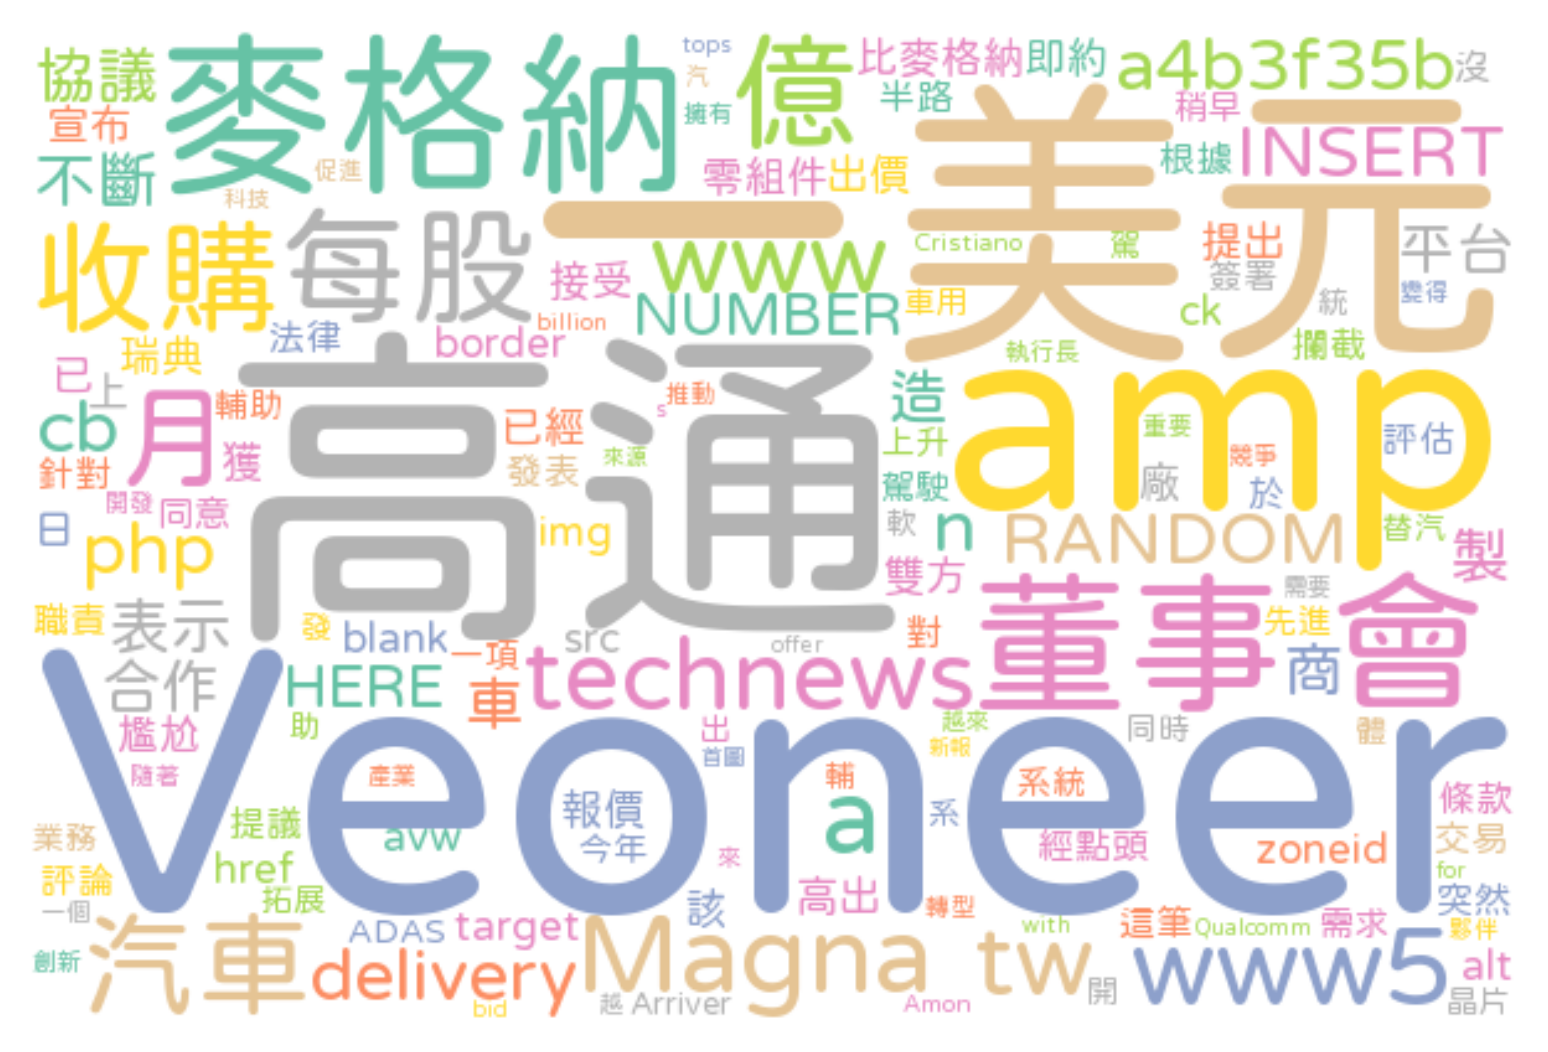 協議
麥格納
tops
汽
擁有
億
比麥格納
即約
a4b3f35b
沒
宣布
半路
稍早
美元
INSERT
不斷
促進
科技
零組件
出價
根據
收購
每股
一
www
接受
Cristiano
駕
提出
平台
簽署
NUMBER
車用
ck
統
變得
瑞典
法律
border
billion
執行長
攔截
已
上
高通
推動
s
造
amp
cb
月
輔助
已經
重要
評估
針對
獲
發表
來源
上升
競爭
駕駛
廠
於
開發
同意
日
php
img
軟
n
RANDOM
替汽
製
雙方
董事會
需要
職責
表示
發
blank
一項
src
offer
對
先進
合作
HERE
車
technews
商
Veoneer
尷尬
助
出
越來
同時
體
隨著
產業
首圖
新報
輔
系統
條款
業務
提議
avw
報價
今年
a
系
經點頭
zoneid
交易
評論
href
來
for
拓展
該
高出
轉型
突然
一個
汽車
ADAS
target
Magna
tw
with
這筆
Qualcomm
需求
夥伴
創新
delivery
www5
alt
bid
越
Arriver
Amon
開
晶片